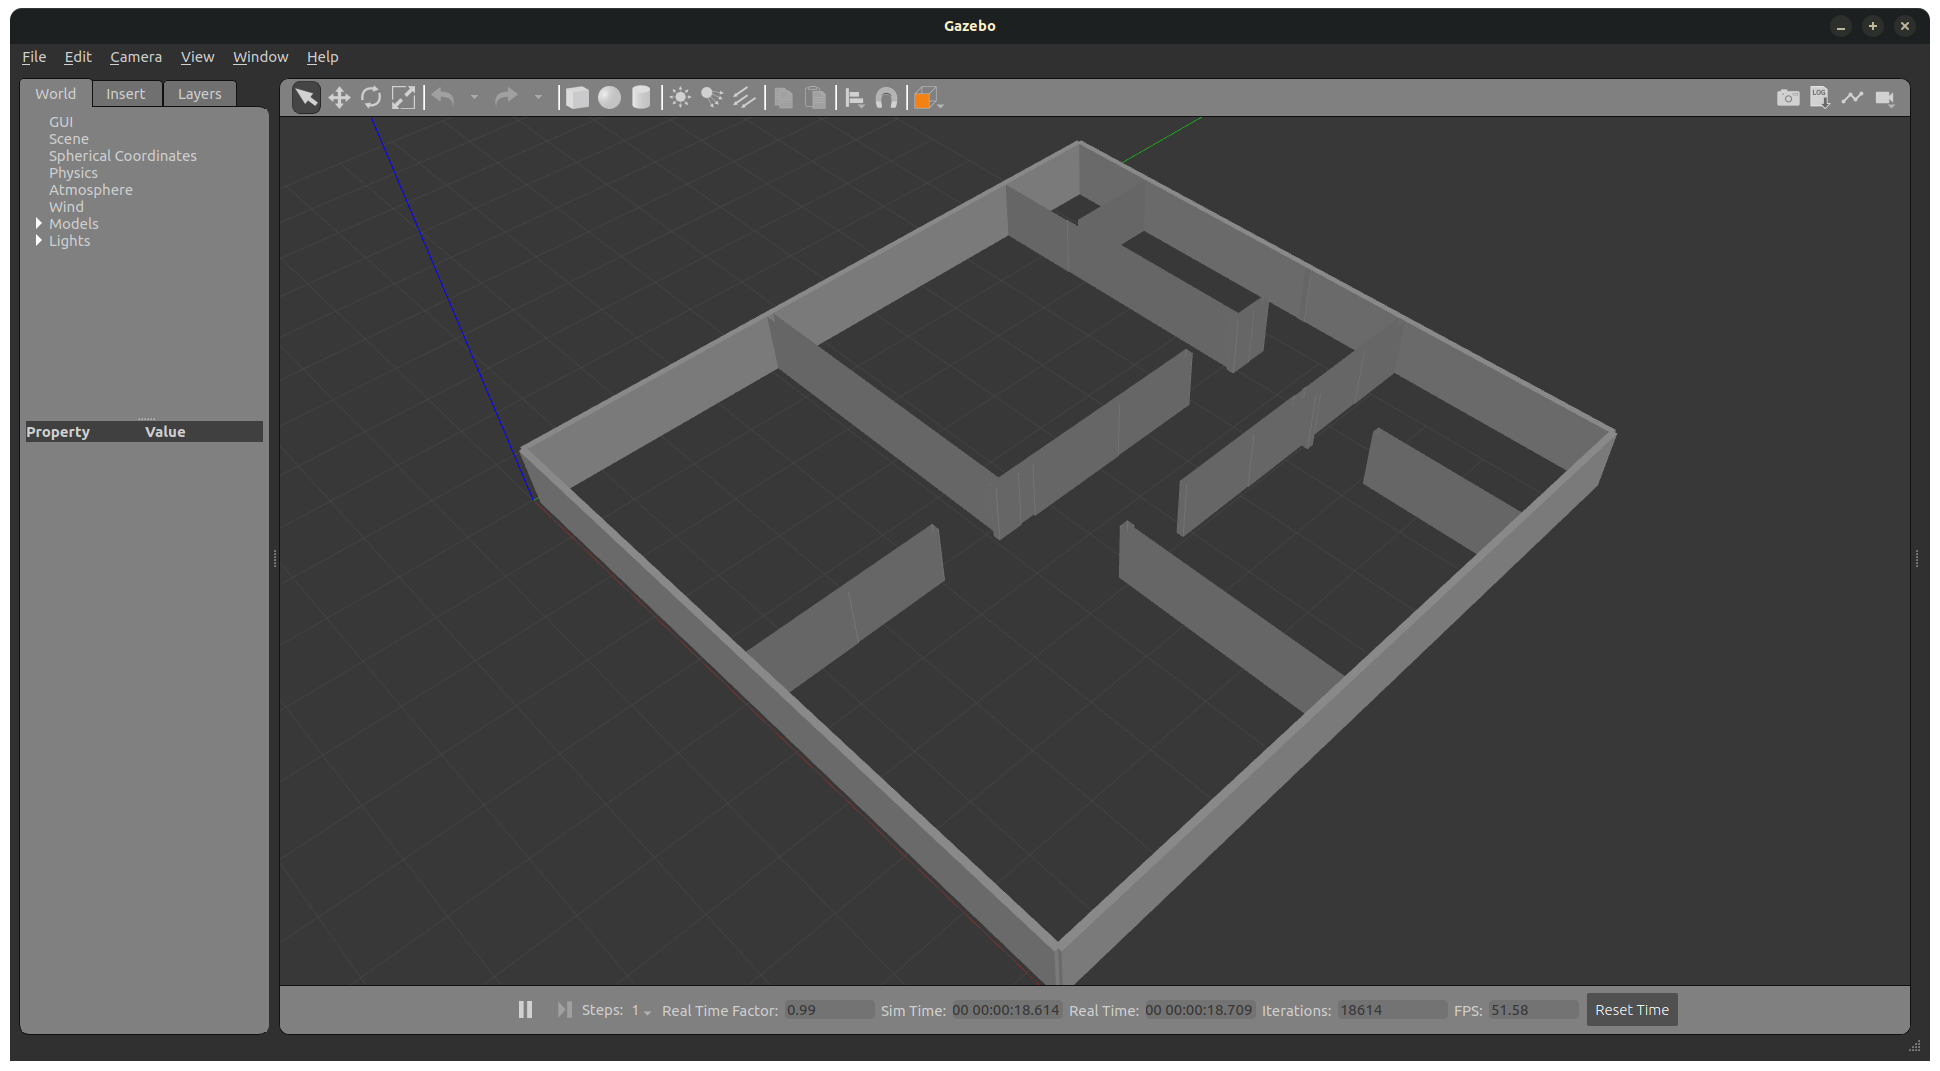 Gazebo
File Edit Camera View Window Help
World Insert Layers
GUI
Scene
Spherical Coordinates
Physics
Atmosphere
Wind
Models
Lights
Property Value
LOG
Steps: 1 Real Time Factor: 0.99 Sim Time: 00 00:00:18.614 Real Time: 00 00:00:18.709 Iterations: 18614 FPS: 51.58 Reset Time